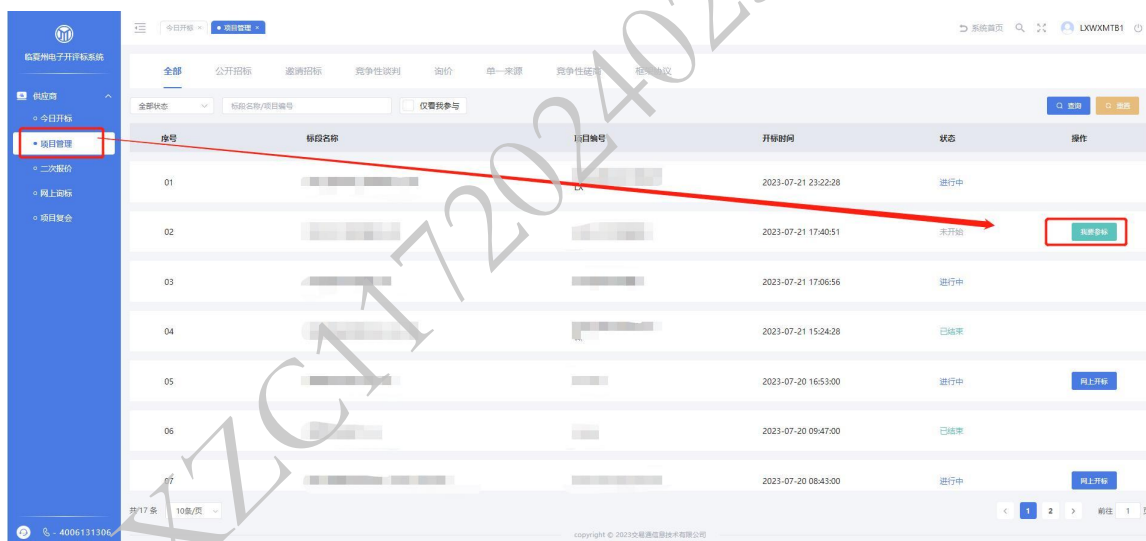 临夏州电子开评标系统
供应商
今日开标
项目管理
二次报价
网上询标
项目复会
4006131306
今日开标 ×
项目管理 ×
系统首页
LXWXMTB1
全部 公开招标 邀请招标 竞争性谈判 询价 单一来源 竞争性磋商 框架协议
全部状态 标段名称/项目编号 仅看我参与 查询 重置
序号 标段名称 项目编号 开标时间 状态 操作
01 2023-07-21 23:22:28 进行中
02 2023-07-21 17:40:51 未开始 我要参标
03 2023-07-21 17:06:56 进行中
04 2023-07-21 15:24:28 已结束
05 2023-07-20 16:53:00 进行中 网上开标
06 2023-07-20 09:47:00 已结束
07 2023-07-20 08:43:00 进行中 网上开标
共 17 条 10条/页 < 1 2 > 前往 1
copyright © 2023交易通信息技术有限公司